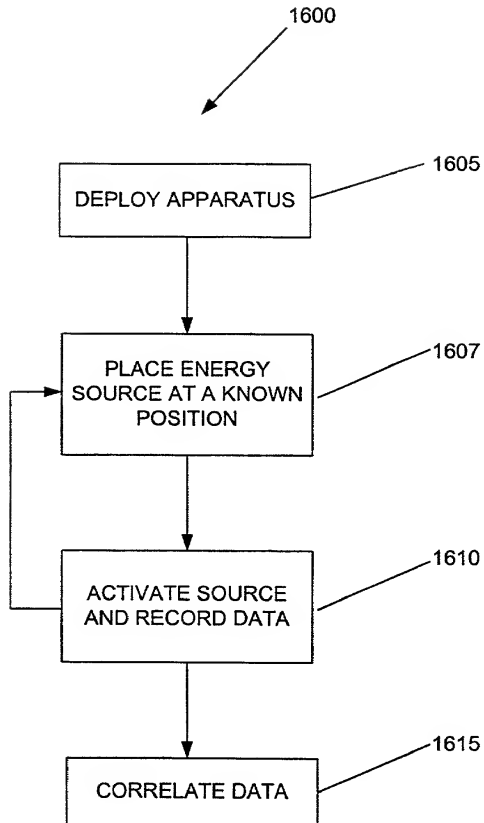 1600
DEPLOY APPARATUS
1605
PLACE ENERGY
SOURCE AT A KNOWN
POSITION
1607
ACTIVATE SOURCE
AND RECORD DATA
1610
CORRELATE DATA
1615